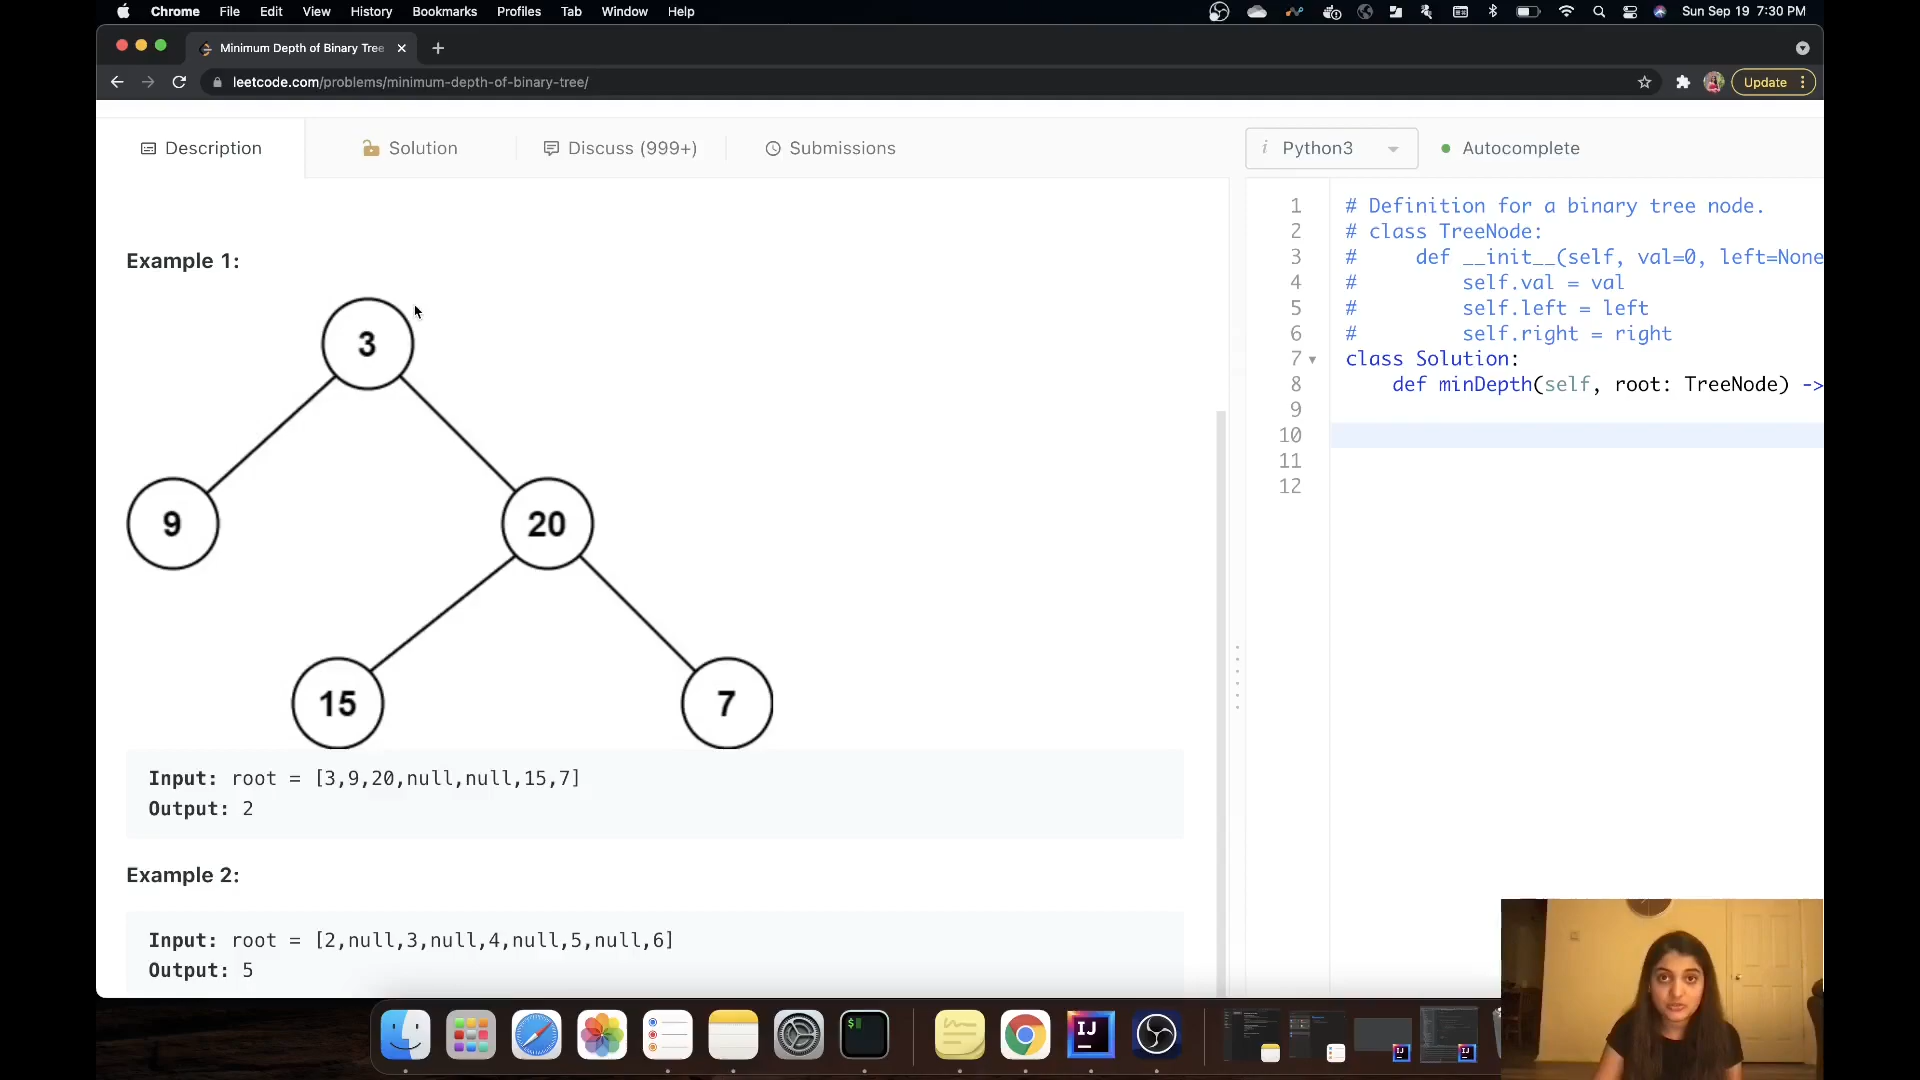 Chrome File Edit View History Bookmarks Profiles Tab Window Help Sun Sep 19 7:30 PM
Minimum Depth of Binary Tree
leetcode.com/problems/minimum-depth-of-binary-tree/ Update
Description Solution Discuss (999+) Submissions
i Python3 Autocomplete
Example 1:
3
9 20
15 7
Input: root = [3,9,20,null,null,15,7]
Output: 2
Example 2:
Input: root = [2,null,3,null,4,null,5,null,6]
Output: 5
1 # Definition for a binary tree node.
2 # class TreeNode:
3 #     def __init__(self, val=0, left=None
4 #         self.val = val
5 #         self.left = left
6 #         self.right = right
7 class Solution:
8     def minDepth(self, root: TreeNode) ->
9
10
11
12
IJ
$